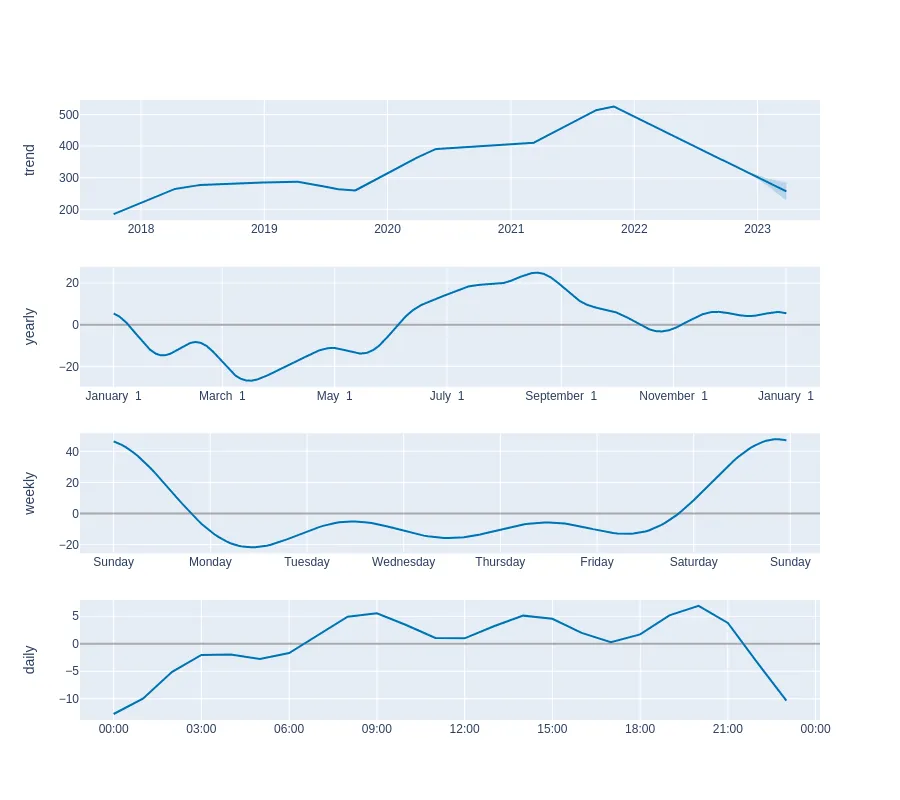 trend
500
400
300
200
2018 2019 2020 2021 2022 2023
yearly
20
0
−20
January 1 March 1 May 1 July 1 September 1 November 1 January 1
weekly
40
20
0
−20
Sunday Monday Tuesday Wednesday Thursday Friday Saturday Sunday
daily
5
0
−5
−10
00:00 03:00 06:00 09:00 12:00 15:00 18:00 21:00 00:00